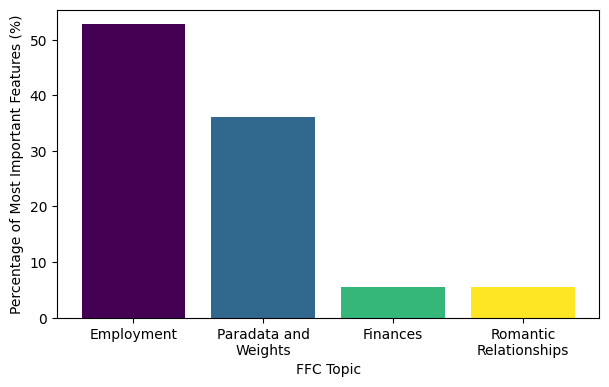 Percentage of Most Important Features (%)
50
40
30
20
10
0
Employment
Paradata and
Weights
Finances
Romantic
Relationships
FFC Topic